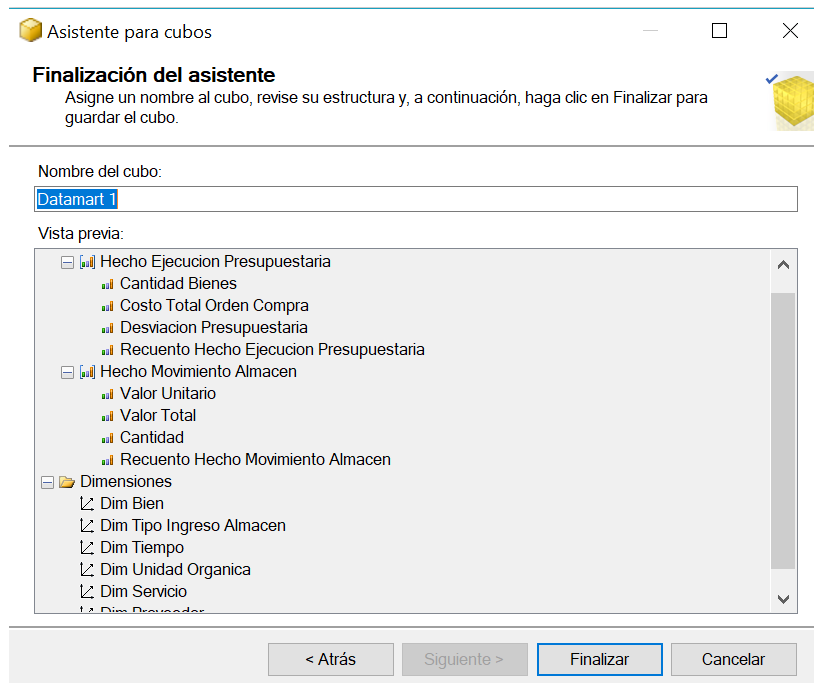 Asistente para cubos
Finalización del asistente
Asigne un nombre al cubo, revise su estructura y, a continuación, haga clic en Finalizar para
guardar el cubo.
Nombre del cubo:
Datamart 1
Vista previa:
Hecho Ejecucion Presupuestaria
Cantidad Bienes
Costo Total Orden Compra
Desviacion Presupuestaria
Recuento Hecho Ejecucion Presupuestaria
Hecho Movimiento Almacen
Valor Unitario
Valor Total
Cantidad
Recuento Hecho Movimiento Almacen
Dimensiones
Dim Bien
Dim Tipo Ingreso Almacen
Dim Tiempo
Dim Unidad Organica
Dim Servicio
Dim Proveedor
< Atrás
Siguiente >
Finalizar
Cancelar